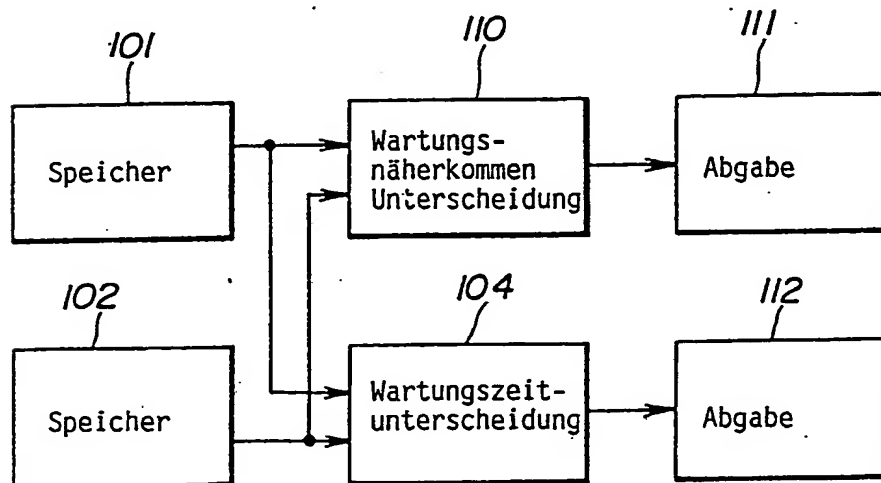 101
110
111
Speicher
Wartungs-
näherkommen
Unterscheidung
Abgabe
102
104
112
Speicher
Wartungszeit-
unterscheidung
Abgabe